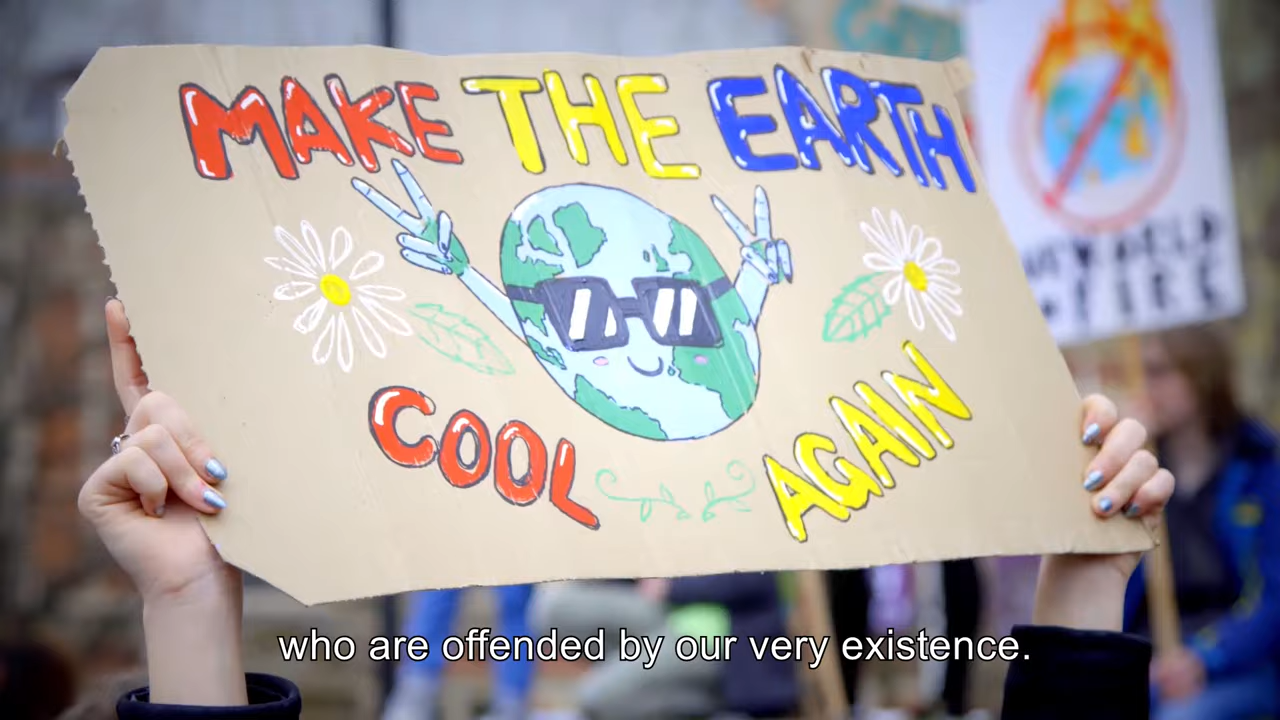 MAKE THE EARTH
COOL AGAIN
who are offended by our very existence.